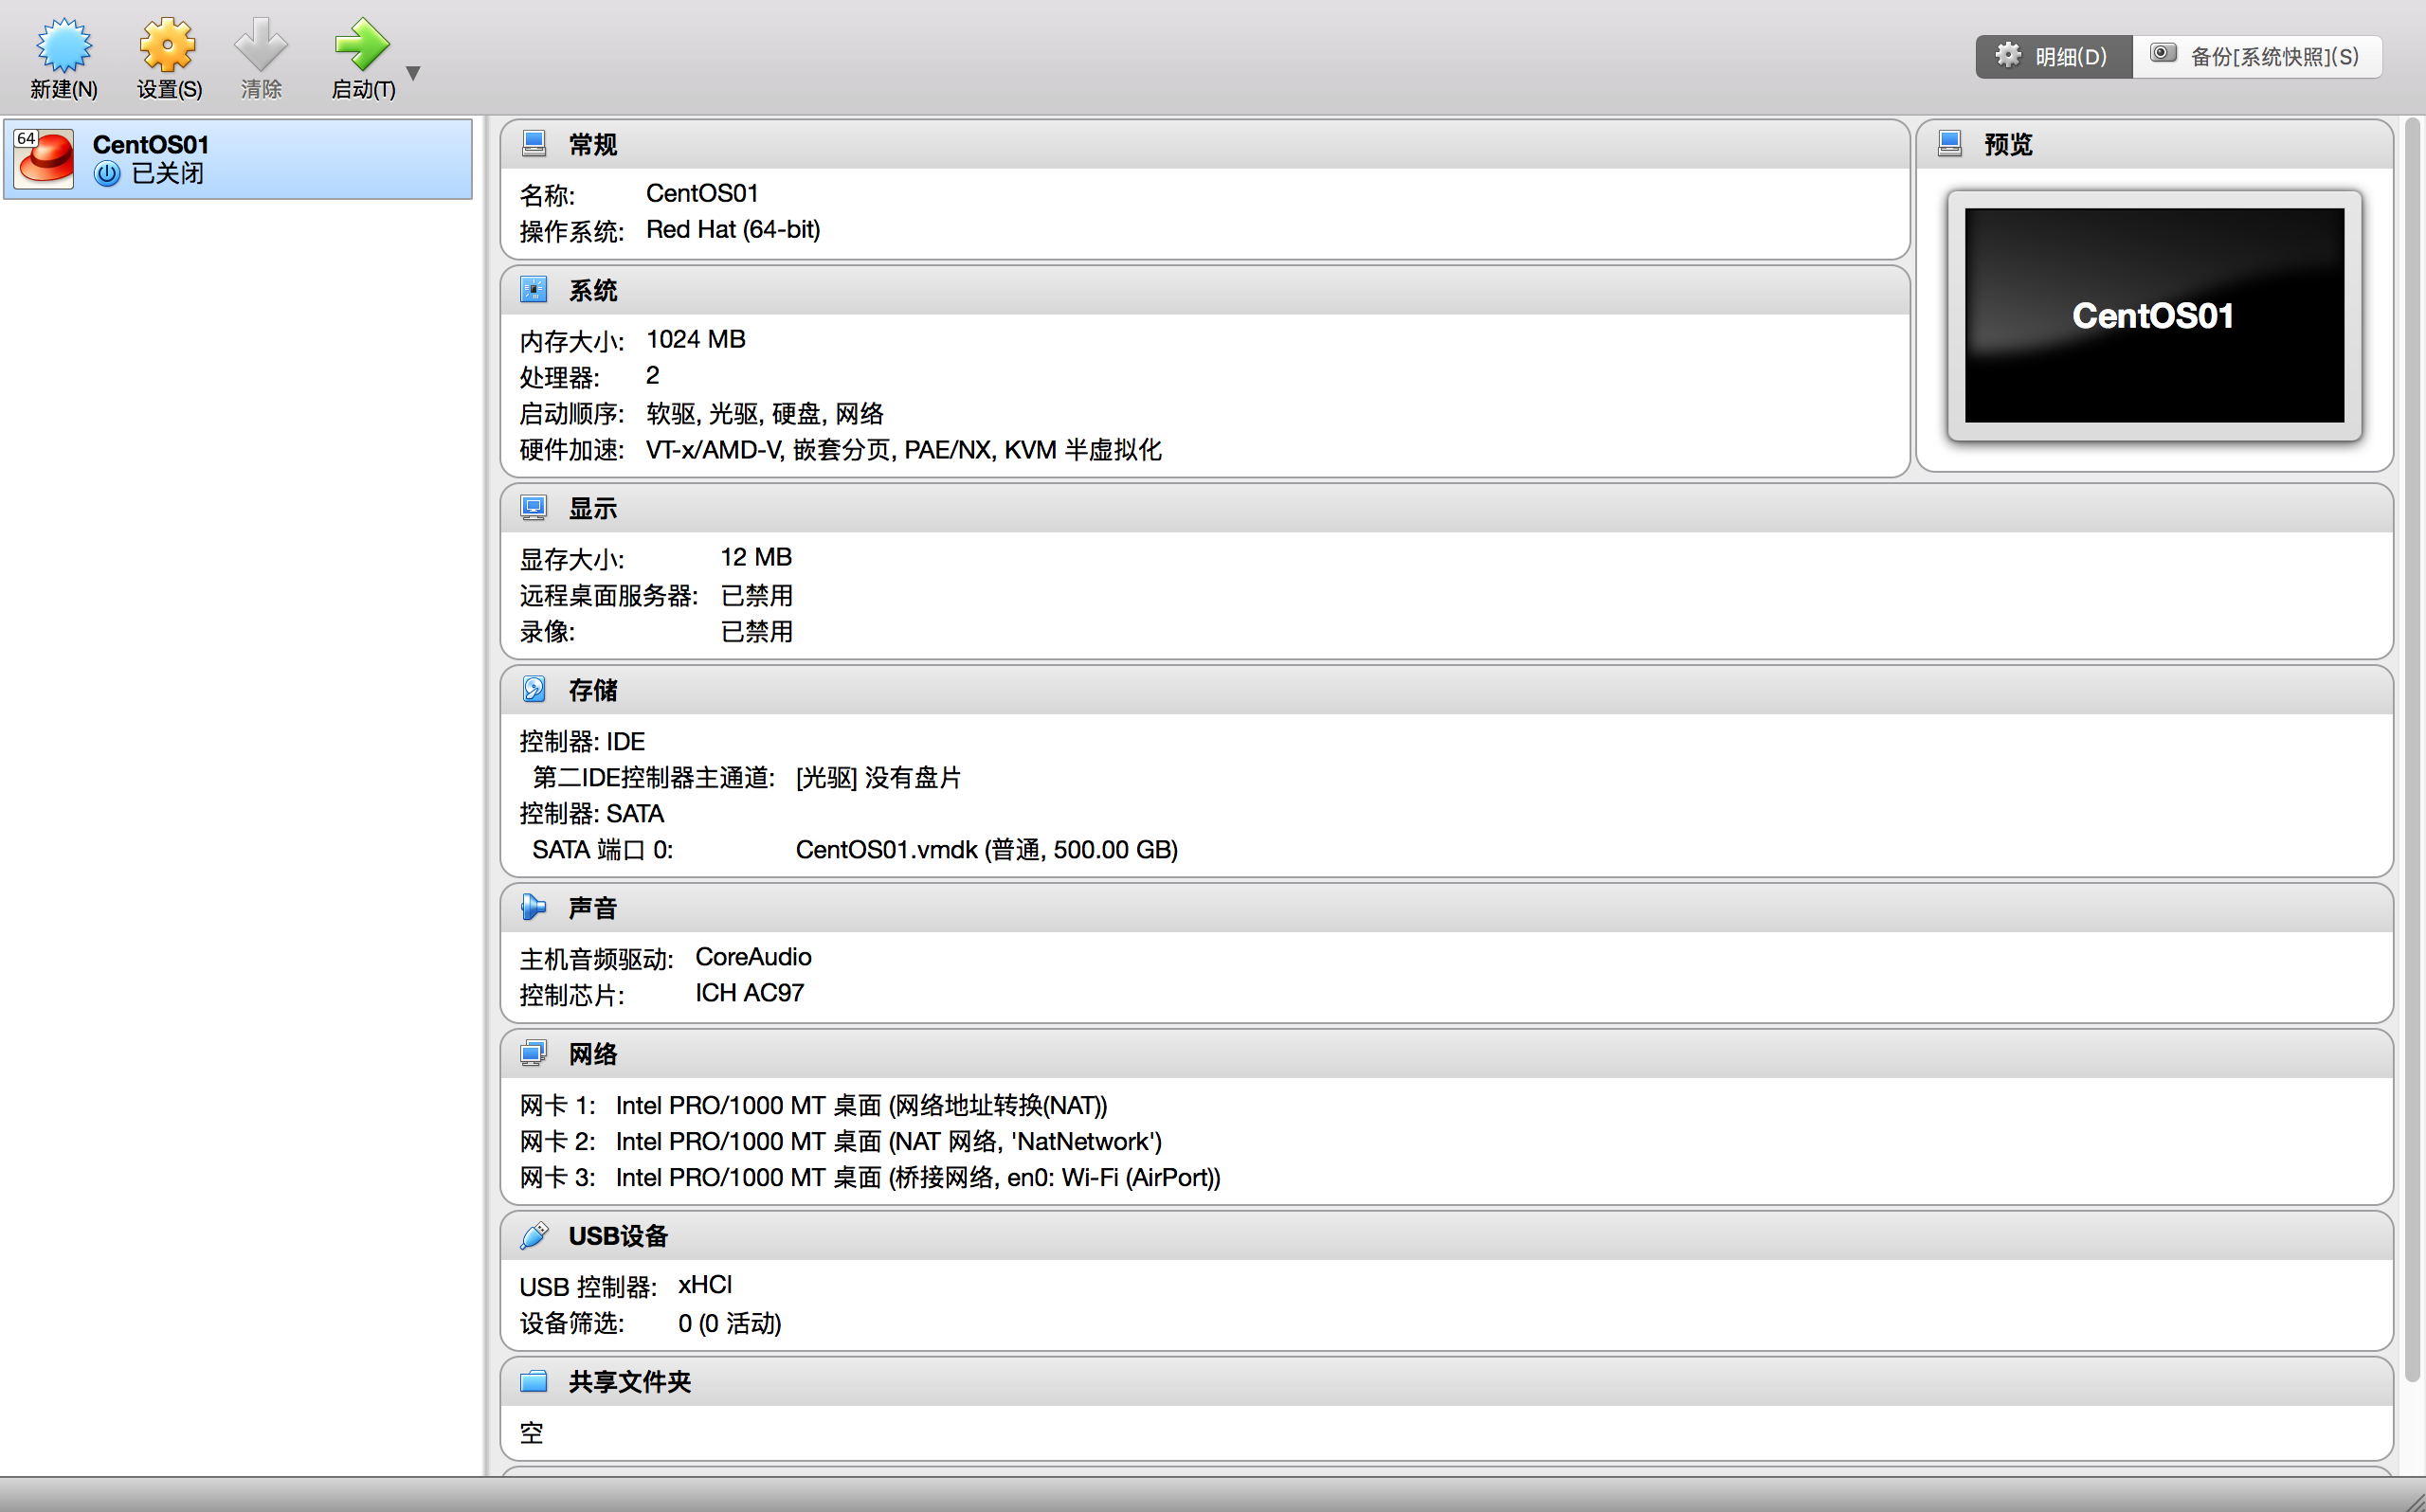 新建(N) 设置(S) 清除 启动(T) 明细(D) 备份[系统快照](S)
64
CentOS01
已关闭
常规
名称: CentOS01
操作系统: Red Hat (64-bit)
预览
CentOS01
系统
内存大小: 1024 MB
处理器: 2
启动顺序: 软驱, 光驱, 硬盘, 网络
硬件加速: VT-x/AMD-V, 嵌套分页, PAE/NX, KVM 半虚拟化
显示
显存大小: 12 MB
远程桌面服务器: 已禁用
录像: 已禁用
存储
控制器: IDE
第二IDE控制器主通道: [光驱] 没有盘片
控制器: SATA
SATA 端口 0: CentOS01.vmdk (普通, 500.00 GB)
声音
主机音频驱动: CoreAudio
控制芯片: ICH AC97
网络
网卡 1: Intel PRO/1000 MT 桌面 (网络地址转换(NAT))
网卡 2: Intel PRO/1000 MT 桌面 (NAT 网络, 'NatNetwork')
网卡 3: Intel PRO/1000 MT 桌面 (桥接网络, en0: Wi-Fi (AirPort))
USB设备
USB 控制器: xHCI
设备筛选: 0 (0 活动)
共享文件夹
空